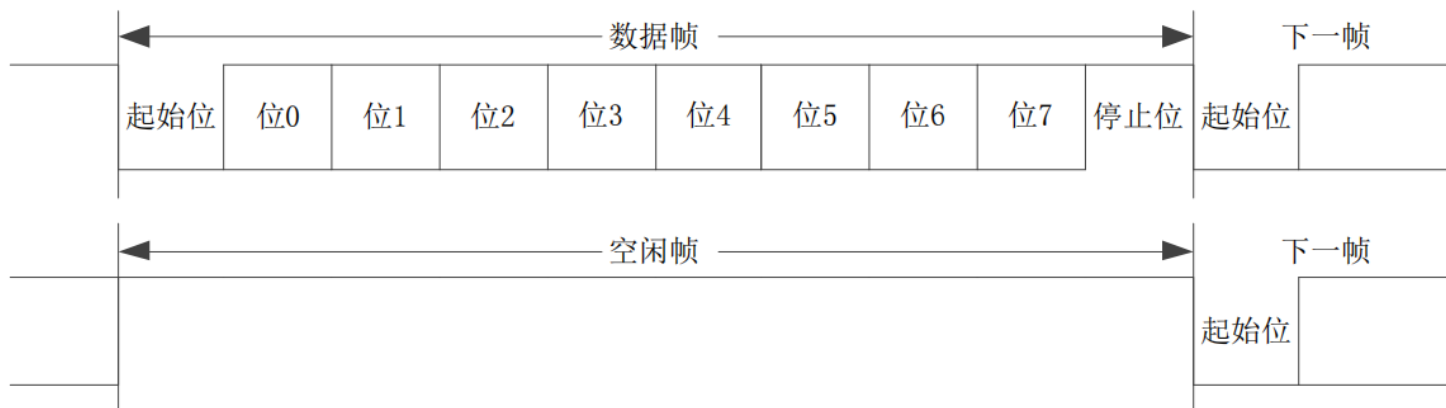 数据帧 下一帧
起始位 位0 位1 位2 位3 位4 位5 位6 位7 停止位 起始位
空闲帧 下一帧
起始位